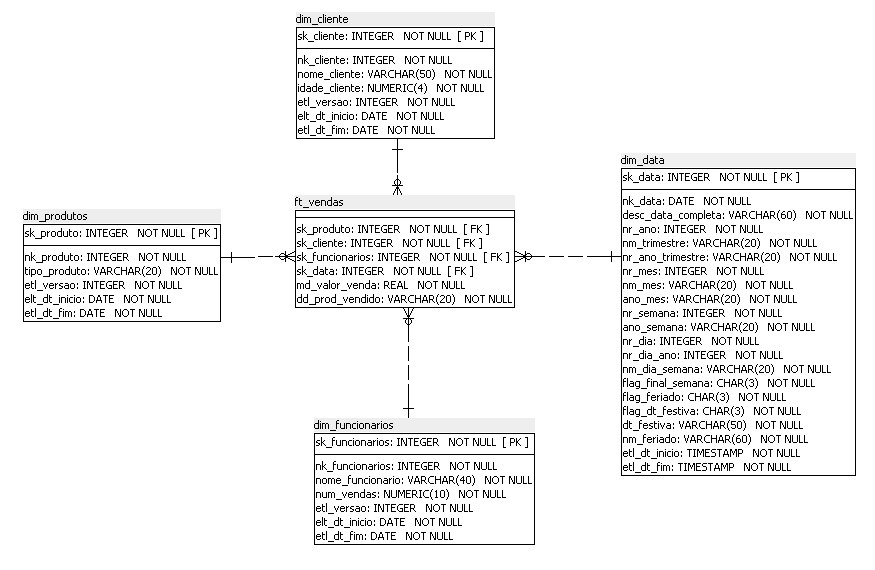 dim_cliente
sk_cliente: INTEGER NOT NULL [ PK ]
nk_cliente: INTEGER NOT NULL
nome_cliente: VARCHAR(50) NOT NULL
idade_cliente: NUMERIC(4) NOT NULL
etl_versao: INTEGER NOT NULL
elt_dt_inicio: DATE NOT NULL
etl_dt_fim: DATE NOT NULL
dim_produtos
sk_produto: INTEGER NOT NULL [ PK ]
nk_produto: INTEGER NOT NULL
tipo_produto: VARCHAR(20) NOT NULL
etl_versao: INTEGER NOT NULL
elt_dt_inicio: DATE NOT NULL
etl_dt_fim: DATE NOT NULL
ft_vendas
sk_produto: INTEGER NOT NULL [ FK ]
sk_cliente: INTEGER NOT NULL [ FK ]
sk_funcionarios: INTEGER NOT NULL [ FK ]
sk_data: INTEGER NOT NULL [ FK ]
md_valor_venda: REAL NOT NULL
dd_prod_vendido: VARCHAR(20) NOT NULL
dim_data
sk_data: INTEGER NOT NULL [ PK ]
nk_data: DATE NOT NULL
desc_data_completa: VARCHAR(60) NOT NULL
nr_ano: INTEGER NOT NULL
nm_trimestre: VARCHAR(20) NOT NULL
nr_ano_trimestre: VARCHAR(20) NOT NULL
nr_mes: INTEGER NOT NULL
nm_mes: VARCHAR(20) NOT NULL
ano_mes: VARCHAR(20) NOT NULL
nr_semana: INTEGER NOT NULL
ano_semana: VARCHAR(20) NOT NULL
nr_dia: INTEGER NOT NULL
nr_dia_ano: INTEGER NOT NULL
nm_dia_semana: VARCHAR(20) NOT NULL
flag_final_semana: CHAR(3) NOT NULL
flag_feriado: CHAR(3) NOT NULL
flag_dt_festiva: CHAR(3) NOT NULL
dt_festiva: VARCHAR(50) NOT NULL
nm_feriado: VARCHAR(60) NOT NULL
etl_dt_inicio: TIMESTAMP NOT NULL
etl_dt_fim: TIMESTAMP NOT NULL
dim_funcionarios
sk_funcionarios: INTEGER NOT NULL [ PK ]
nk_funcionarios: INTEGER NOT NULL
nome_funcionario: VARCHAR(40) NOT NULL
num_vendas: NUMERIC(10) NOT NULL
etl_versao: INTEGER NOT NULL
elt_dt_inicio: DATE NOT NULL
etl_dt_fim: DATE NOT NULL